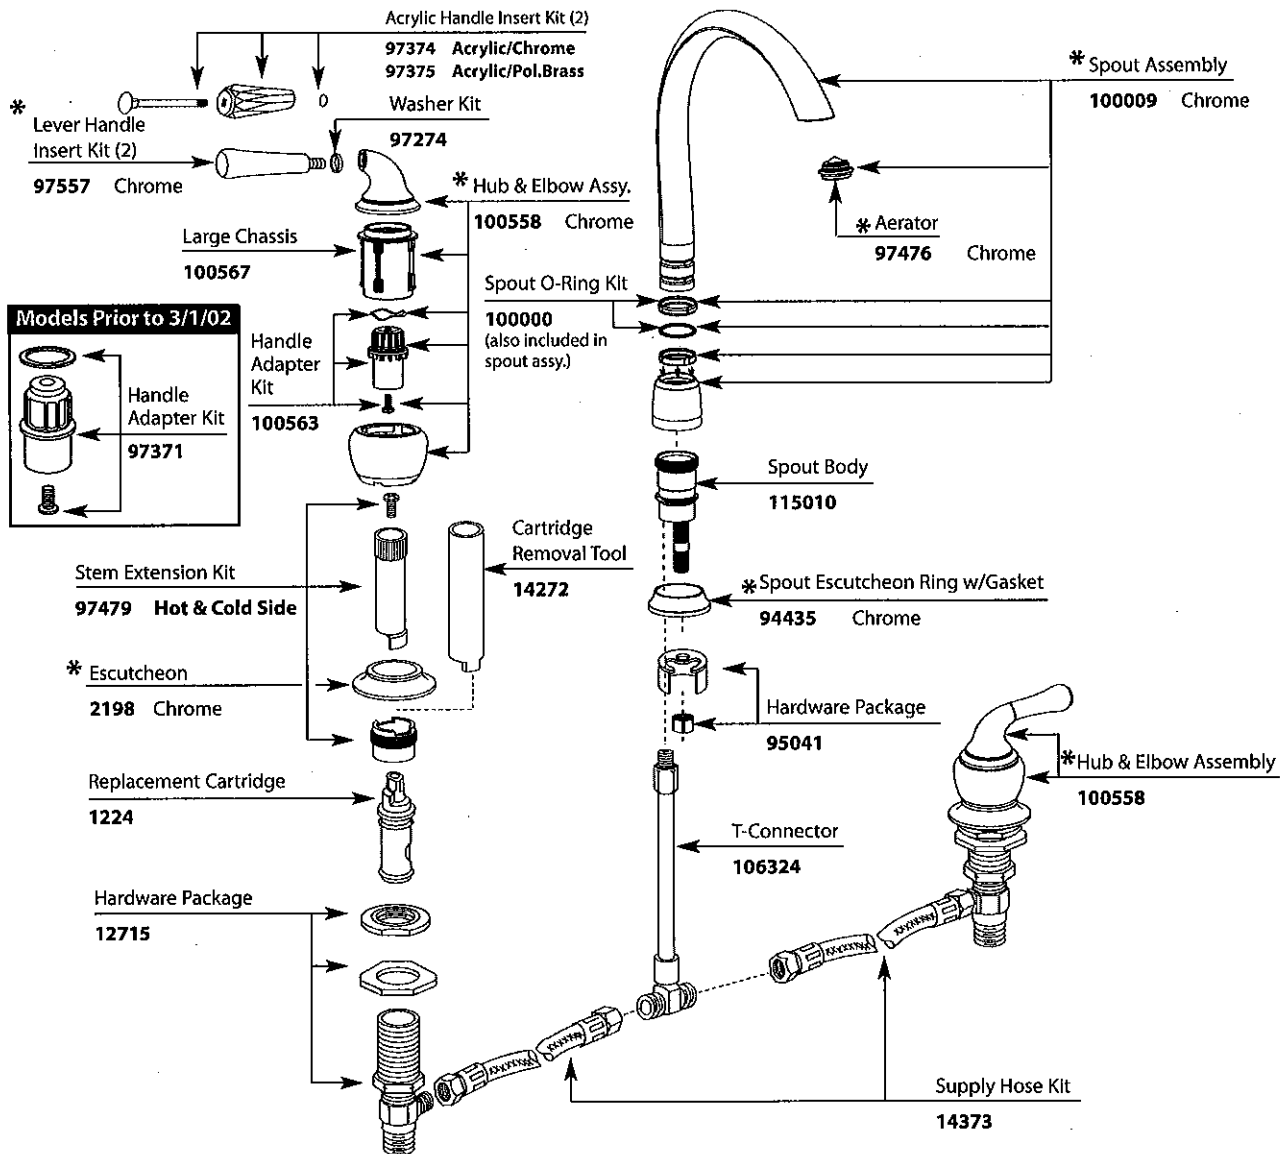 Acrylic Handle Insert Kit (2)
97374 Acrylic/Chrome
97375 Acrylic/Pol.Brass
Washer Kit
97274
* Lever Handle
Insert Kit (2)
97557 Chrome
* Hub & Elbow Assy.
100558 Chrome
Large Chassis
100567
Models Prior to 3/1/02
Handle
Adapter Kit
97371
Handle
Adapter
Kit
100563
Stem Extension Kit
97479 Hot & Cold Side
Cartridge
Removal Tool
14272
* Escutcheon
2198 Chrome
Replacement Cartridge
1224
Hardware Package
12715
* Spout Assembly
100009 Chrome
* Aerator
97476 Chrome
Spout O-Ring Kit
100000
(also included in
spout assy.)
Spout Body
115010
* Spout Escutcheon Ring w/Gasket
94435 Chrome
Hardware Package
95041
* Hub & Elbow Assembly
100558
T-Connector
106324
Supply Hose Kit
14373